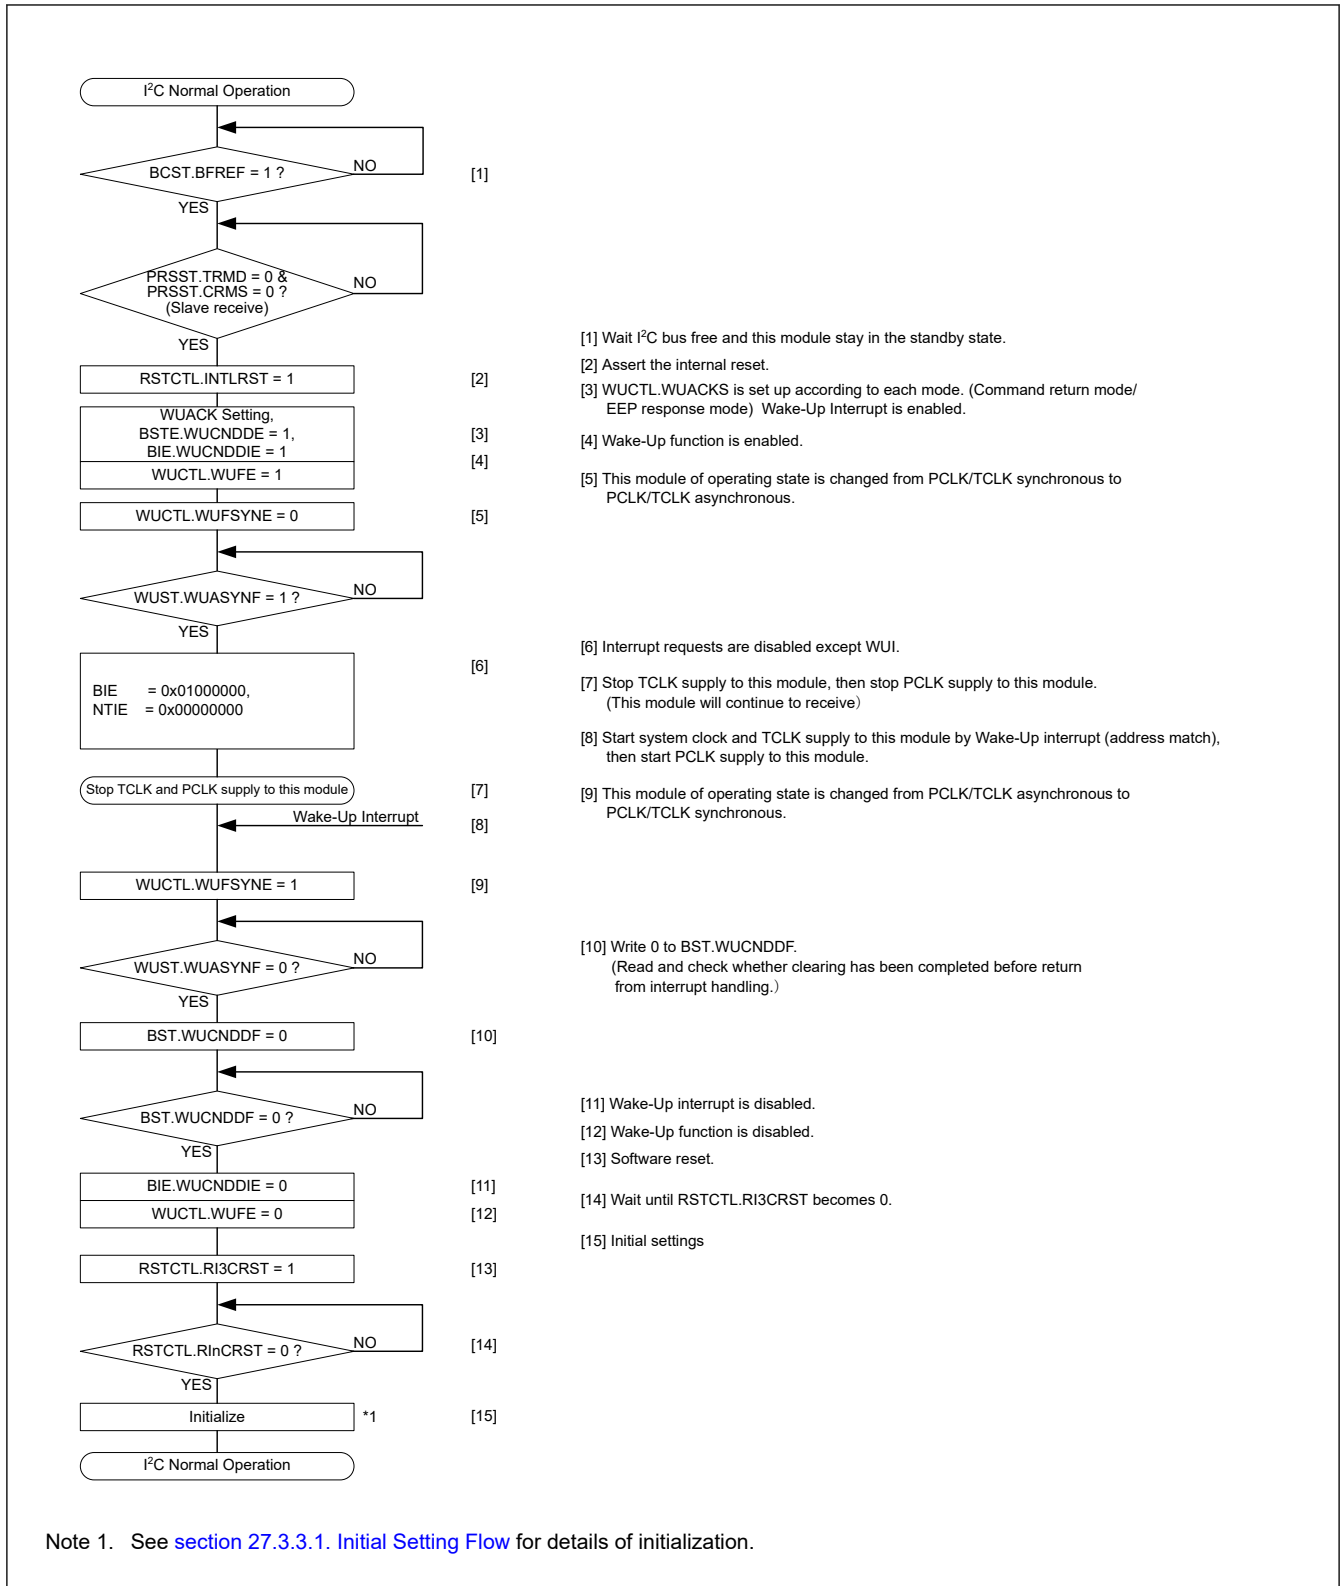 I²C Normal Operation
BCST.BFREF = 1 ?
NO
[1]
YES
PRSST.TRMD = 0 &
PRSST.CRMS = 0 ?
(Slave receive)
NO
YES
RSTCTL.INTLRST = 1
[2]
WUACK Setting,
BSTE.WUCNDDE = 1,
BIE.WUCNDDIE = 1
[3]
WUCTL.WUFE = 1
[4]
WUCTL.WUFSYNE = 0
[5]
WUST.WUASYNF = 1 ?
NO
YES
BIE = 0x01000000,
NTIE = 0x00000000
[6]
Stop TCLK and PCLK supply to this module
[7]
Wake-Up Interrupt
[8]
WUCTL.WUFSYNE = 1
[9]
WUST.WUASYNF = 0 ?
NO
YES
BST.WUCNDDF = 0
[10]
BST.WUCNDDF = 0 ?
NO
YES
BIE.WUCNDDIE = 0
[11]
WUCTL.WUFE = 0
[12]
RSTCTL.RI3CRST = 1
[13]
RSTCTL.RInCRST = 0 ?
NO
[14]
YES
Initialize
*1
[15]
I²C Normal Operation
[1] Wait I²C bus free and this module stay in the standby state.
[2] Assert the internal reset.
[3] WUCTL.WUACKS is set up according to each mode. (Command return mode/
EEP response mode) Wake-Up Interrupt is enabled.
[4] Wake-Up function is enabled.
[5] This module of operating state is changed from PCLK/TCLK synchronous to
PCLK/TCLK asynchronous.
[6] Interrupt requests are disabled except WUI.
[7] Stop TCLK supply to this module, then stop PCLK supply to this module.
(This module will continue to receive）
[8] Start system clock and TCLK supply to this module by Wake-Up interrupt (address match),
then start PCLK supply to this module.
[9] This module of operating state is changed from PCLK/TCLK asynchronous to
PCLK/TCLK synchronous.
[10] Write 0 to BST.WUCNDDF.
(Read and check whether clearing has been completed before return
from interrupt handling.）
[11] Wake-Up interrupt is disabled.
[12] Wake-Up function is disabled.
[13] Software reset.
[14] Wait until RSTCTL.RI3CRST becomes 0.
[15] Initial settings
Note 1. See section 27.3.3.1. Initial Setting Flow for details of initialization.